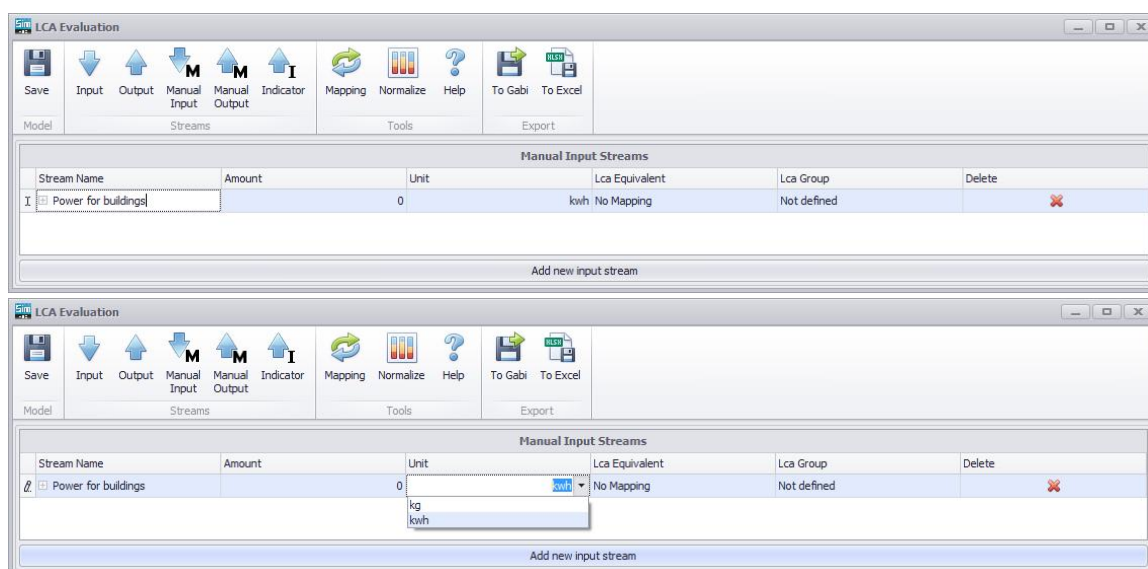 LCA Evaluation
Save Input Output Manual Input Manual Output Indicator Mapping Normalize Help To Gabi To Excel
Model Streams Tools Export
Manual Input Streams
Stream Name Amount Unit Lca Equivalent Lca Group Delete
Power for buildings 0 kwh No Mapping Not defined
Add new input stream
LCA Evaluation
Save Input Output Manual Input Manual Output Indicator Mapping Normalize Help To Gabi To Excel
Model Streams Tools Export
Manual Input Streams
Stream Name Amount Unit Lca Equivalent Lca Group Delete
Power for buildings 0 kwh No Mapping Not defined
kg
kwh
Add new input stream